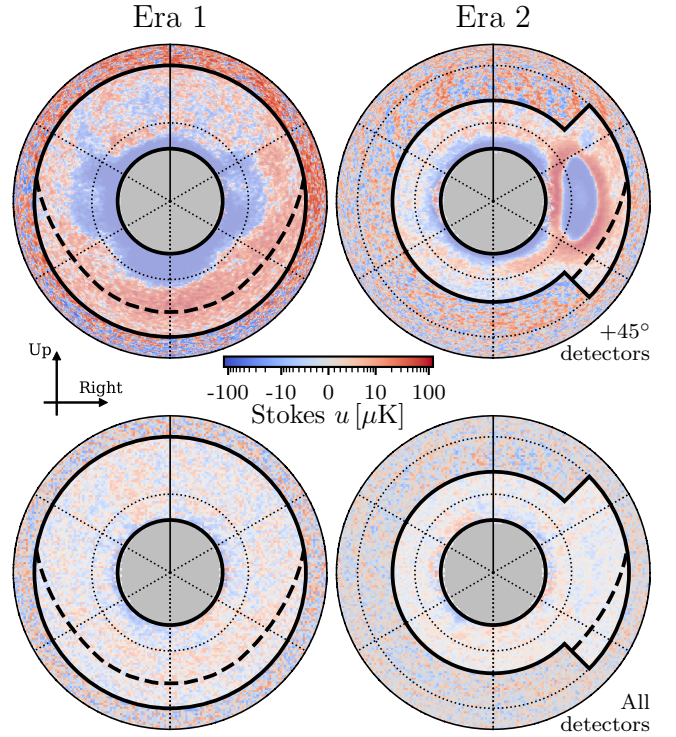 Era 1 Era 2
+45°
detectors
Up
Right
-100 -10 0 10 100
Stokes u [μK]
All
detectors